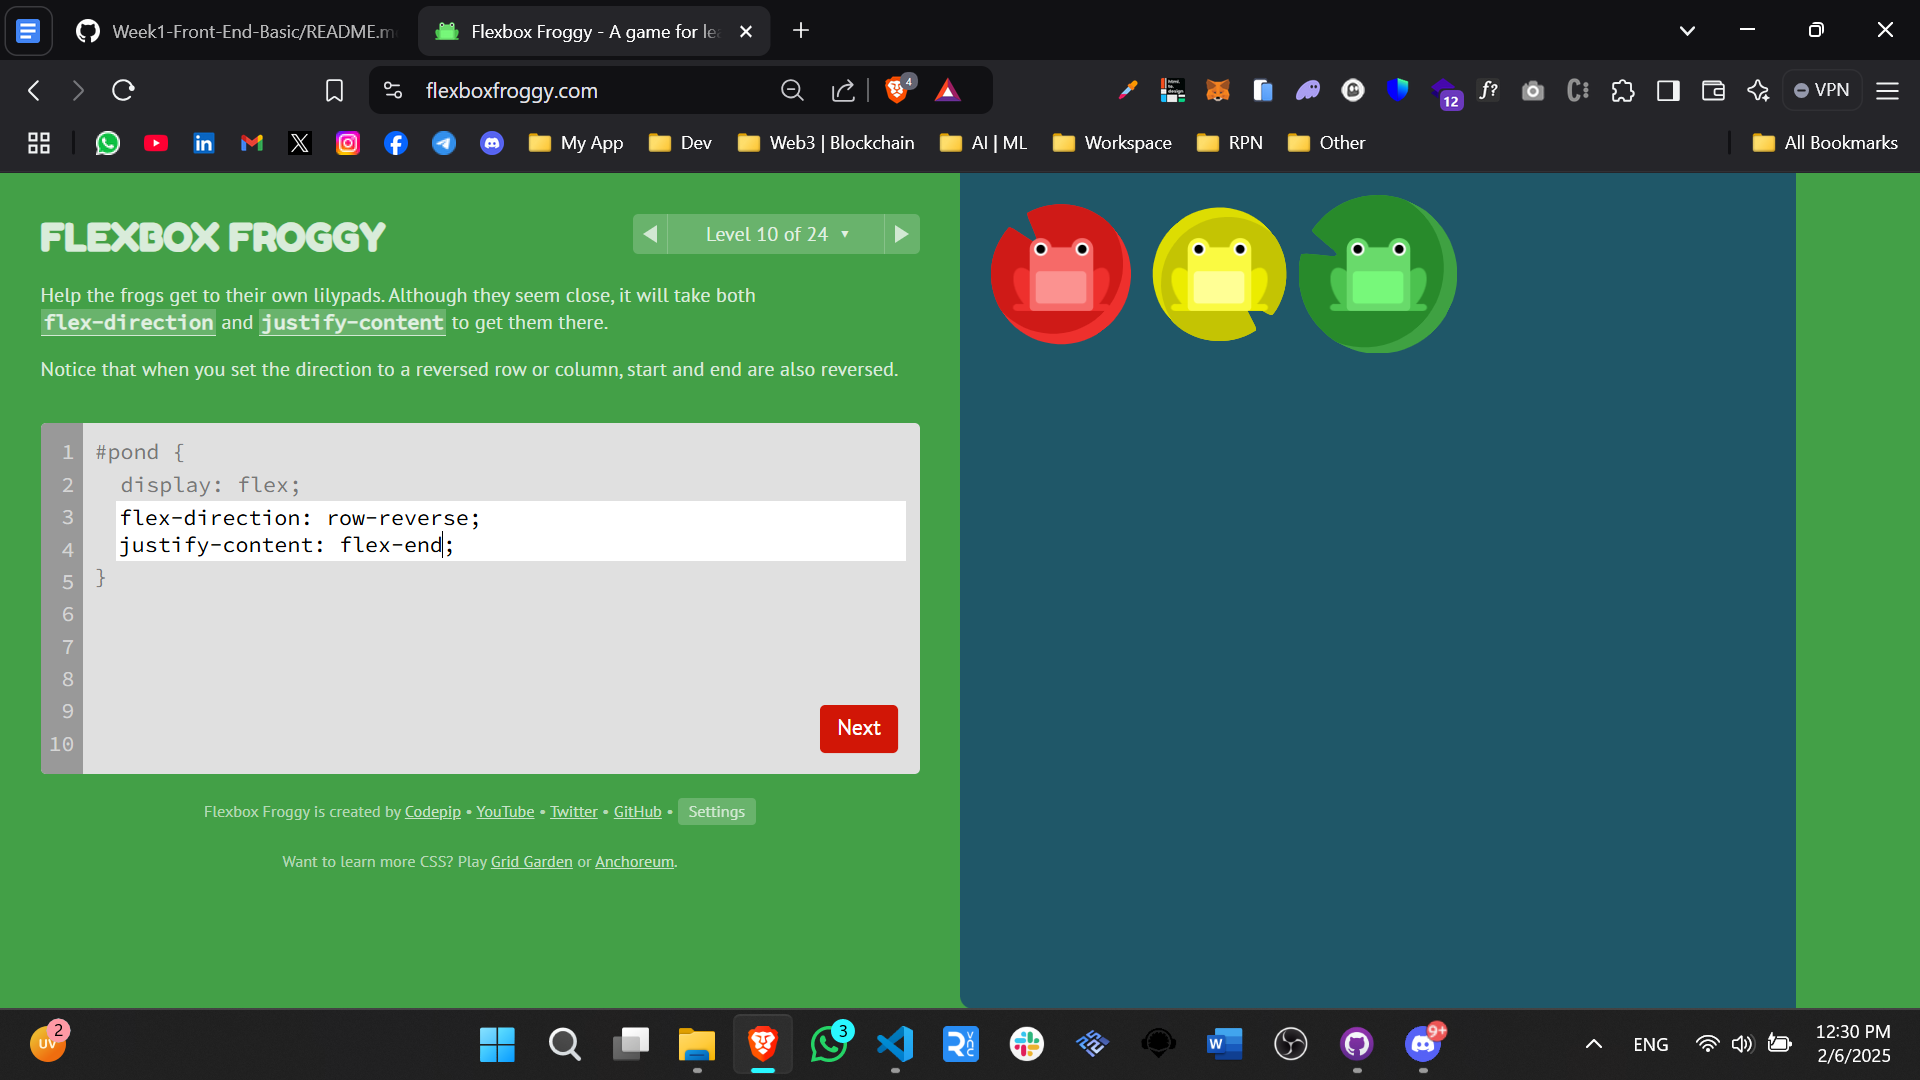 Week1-Front-End-Basic/README.m
Flexbox Froggy - A game for le
flexboxfroggy.com
4
12
f?
VPN
My App
Dev
Web3 | Blockchain
AI | ML
Workspace
RPN
Other
All Bookmarks
FLEXBOX FROGGY
Level 10 of 24
Help the frogs get to their own lilypads. Although they seem close, it will take both
flex-direction and justify-content to get them there.
Notice that when you set the direction to a reversed row or column, start and end are also reversed.
1 #pond {
2 display: flex;
3 flex-direction: row-reverse;
4 justify-content: flex-end;
5 }
6
7
8
9
10
Next
Flexbox Froggy is created by Codepip • YouTube • Twitter • GitHub • Settings
Want to learn more CSS? Play Grid Garden or Anchoreum.
UV
2
3
9+
ENG
12:30 PM
2/6/2025